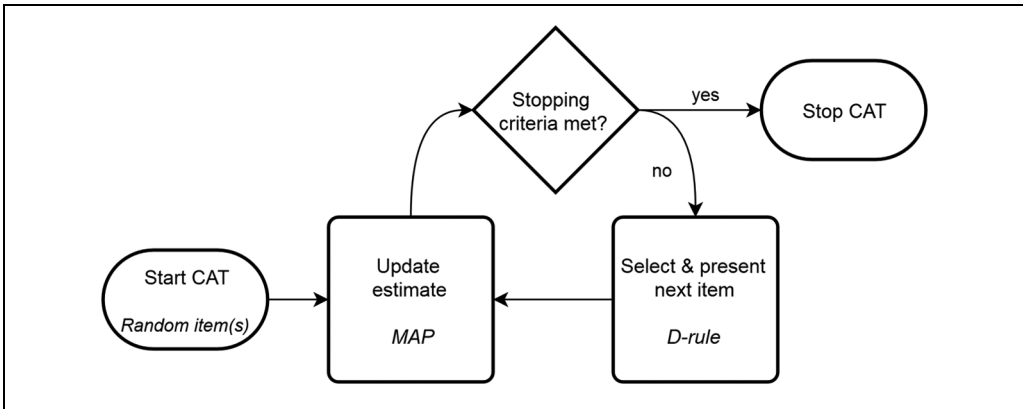 Start CAT
Random item(s)
Update
estimate
MAP
Stopping
criteria met?
yes
Stop CAT
no
Select & present
next item
D-rule